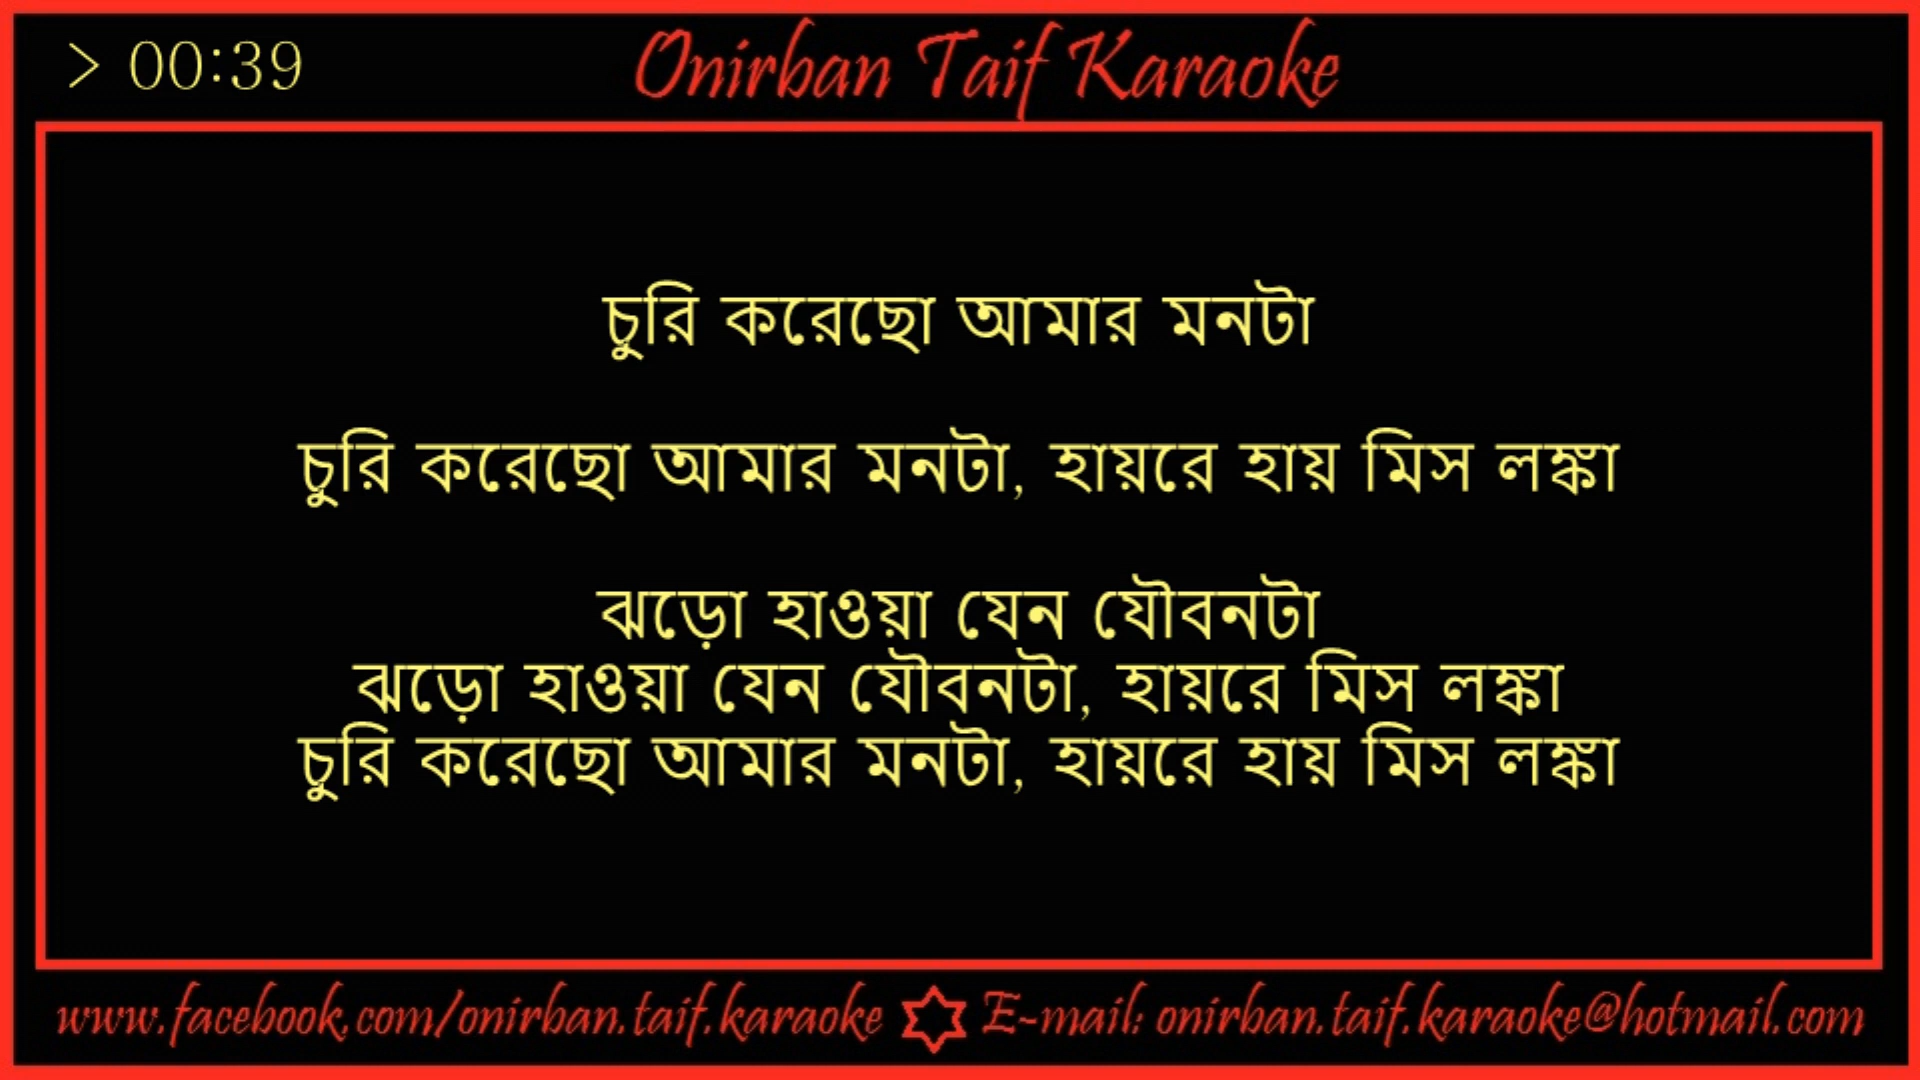 > 00:39
Onirban Taif Karaoke
চুরি করেছো আমার মনটা
চুরি করেছো আমার মনটা, হায়রে হায় মিস লঙ্কা
ঝড়ো হাওয়া যেন যৌবনটা
ঝড়ো হাওয়া যেন যৌবনটা, হায়রে মিস লঙ্কা
চুরি করেছো আমার মনটা, হায়রে হায় মিস লঙ্কা
www.facebook.com/onirban.taif.karaoke ✡ E-mail: onirban.taif.karaoke@hotmail.com